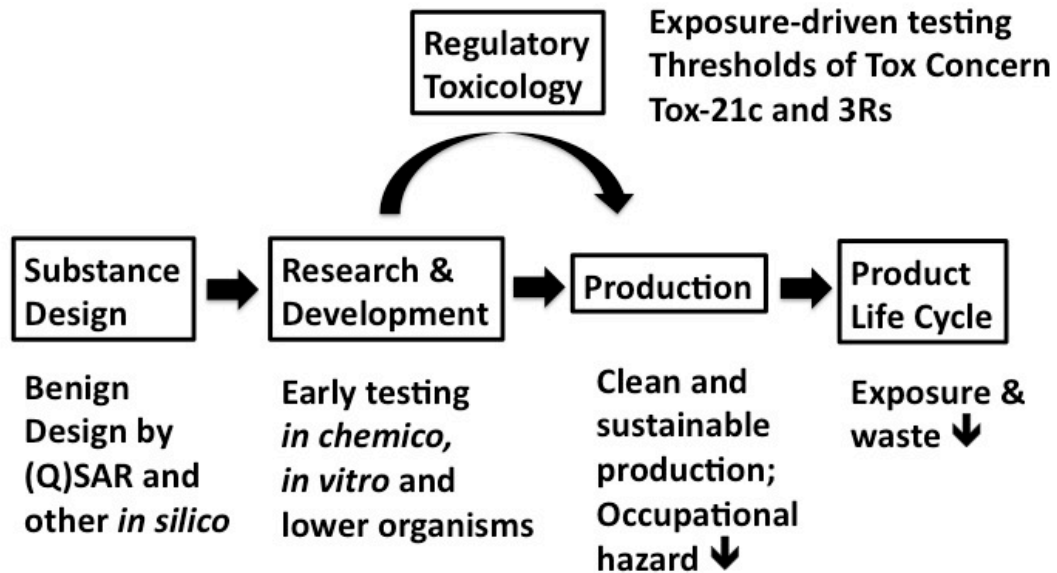 Regulatory
Toxicology
Exposure-driven testing
Thresholds of Tox Concern
Tox-21c and 3Rs
Substance
Design
Research &
Development
Production
Product
Life Cycle
Benign
Design by
(Q)SAR and
other in silico
Early testing
in chemico,
in vitro and
lower organisms
Clean and
sustainable
production;
Occupational
hazard ↓
Exposure &
waste ↓